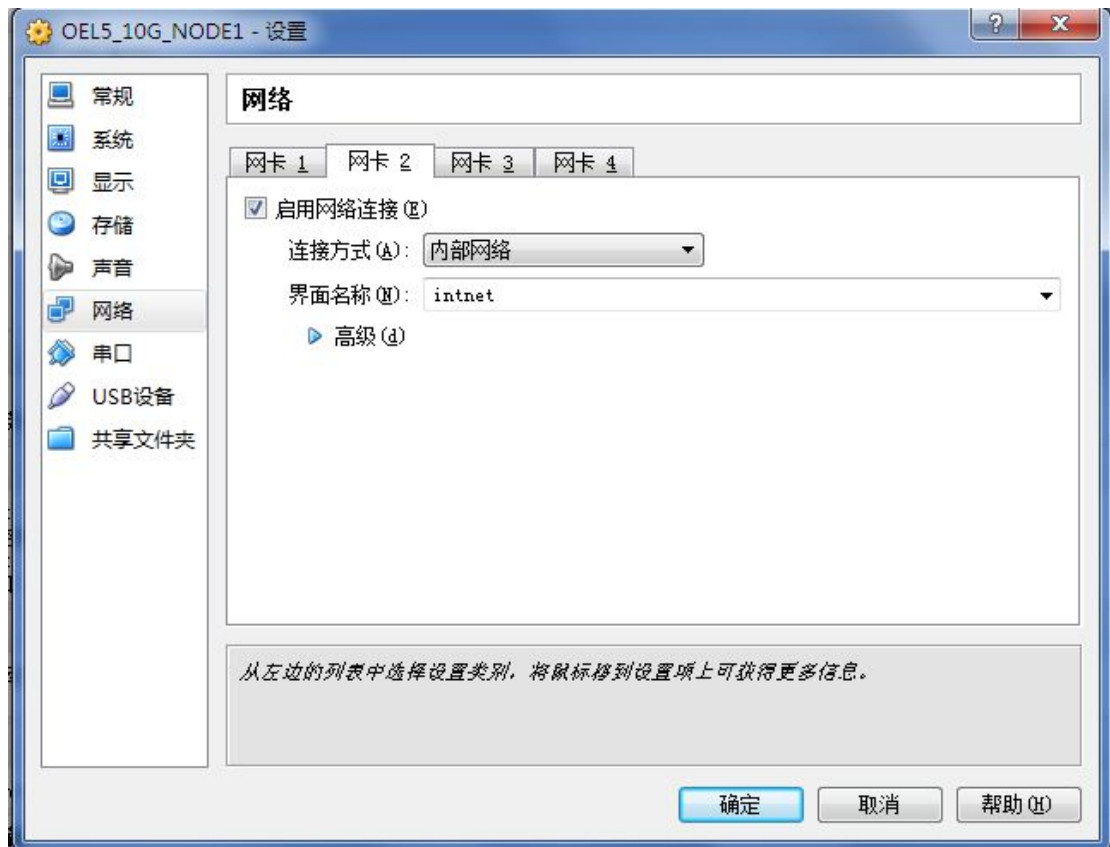 OEL5_10G_NODE1 - 设置
常规
系统
显示
存储
声音
网络
串口
USB设备
共享文件夹
网络
网卡 1 网卡 2 网卡 3 网卡 4
启用网络连接(E)
连接方式(A): 内部网络
界面名称(N): intnet
高级(d)
从左边的列表中选择设置类别，将鼠标移到设置项上可获得更多信息。
确定 取消 帮助(H)